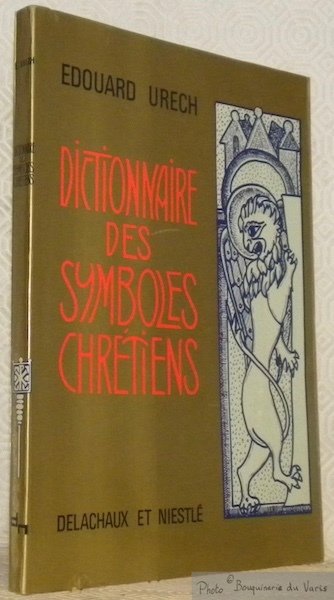 EDOUARD URECH
DICTIONNAIRE
DES
SYMBOLES
CHRÉTIENS
DELACHAUX ET NIESTLÉ
Photo © Bouquinerie du Varis